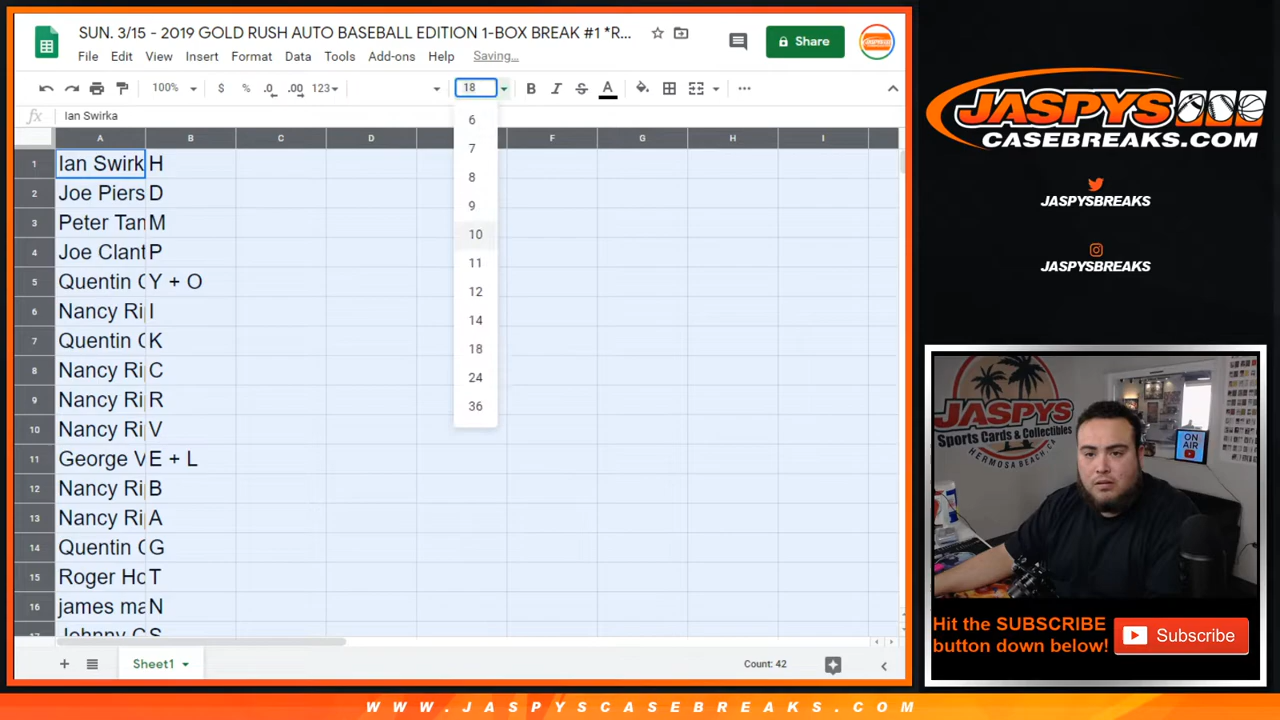 SUN. 3/15 - 2019 GOLD RUSH AUTO BASEBALL EDITION 1-BOX BREAK #1 *R...
File Edit View Insert Format Data Tools Add-ons Help Saving...
Share
100% $ % .0 .00 123 18 B I S A
fx Ian Swirka
A B C D F G H I
1 Ian Swirk H
2 Joe Piers D
3 Peter Tan M
4 Joe Clant P
5 Quentin C Y + O
6 Nancy Ri I
7 Quentin C K
8 Nancy Ri C
9 Nancy Ri R
10 Nancy Ri V
11 George V E + L
12 Nancy Ri B
13 Nancy Ri A
14 Quentin C G
15 Roger Ho T
16 james ma N
17 Johnny C S
6
7
8
9
10
11
12
14
18
24
36
Sheet1
Count: 42
JASPYS
CASEBREAKS.COM
JASPYSBREAKS
JASPYSBREAKS
JASPYS
Sports Cards & Collectibles
HERMOSA BEACH, CA
ON AIR
Hit the SUBSCRIBE
button down below!
Subscribe
WWW.JASPYSCASEBREAKS.COM